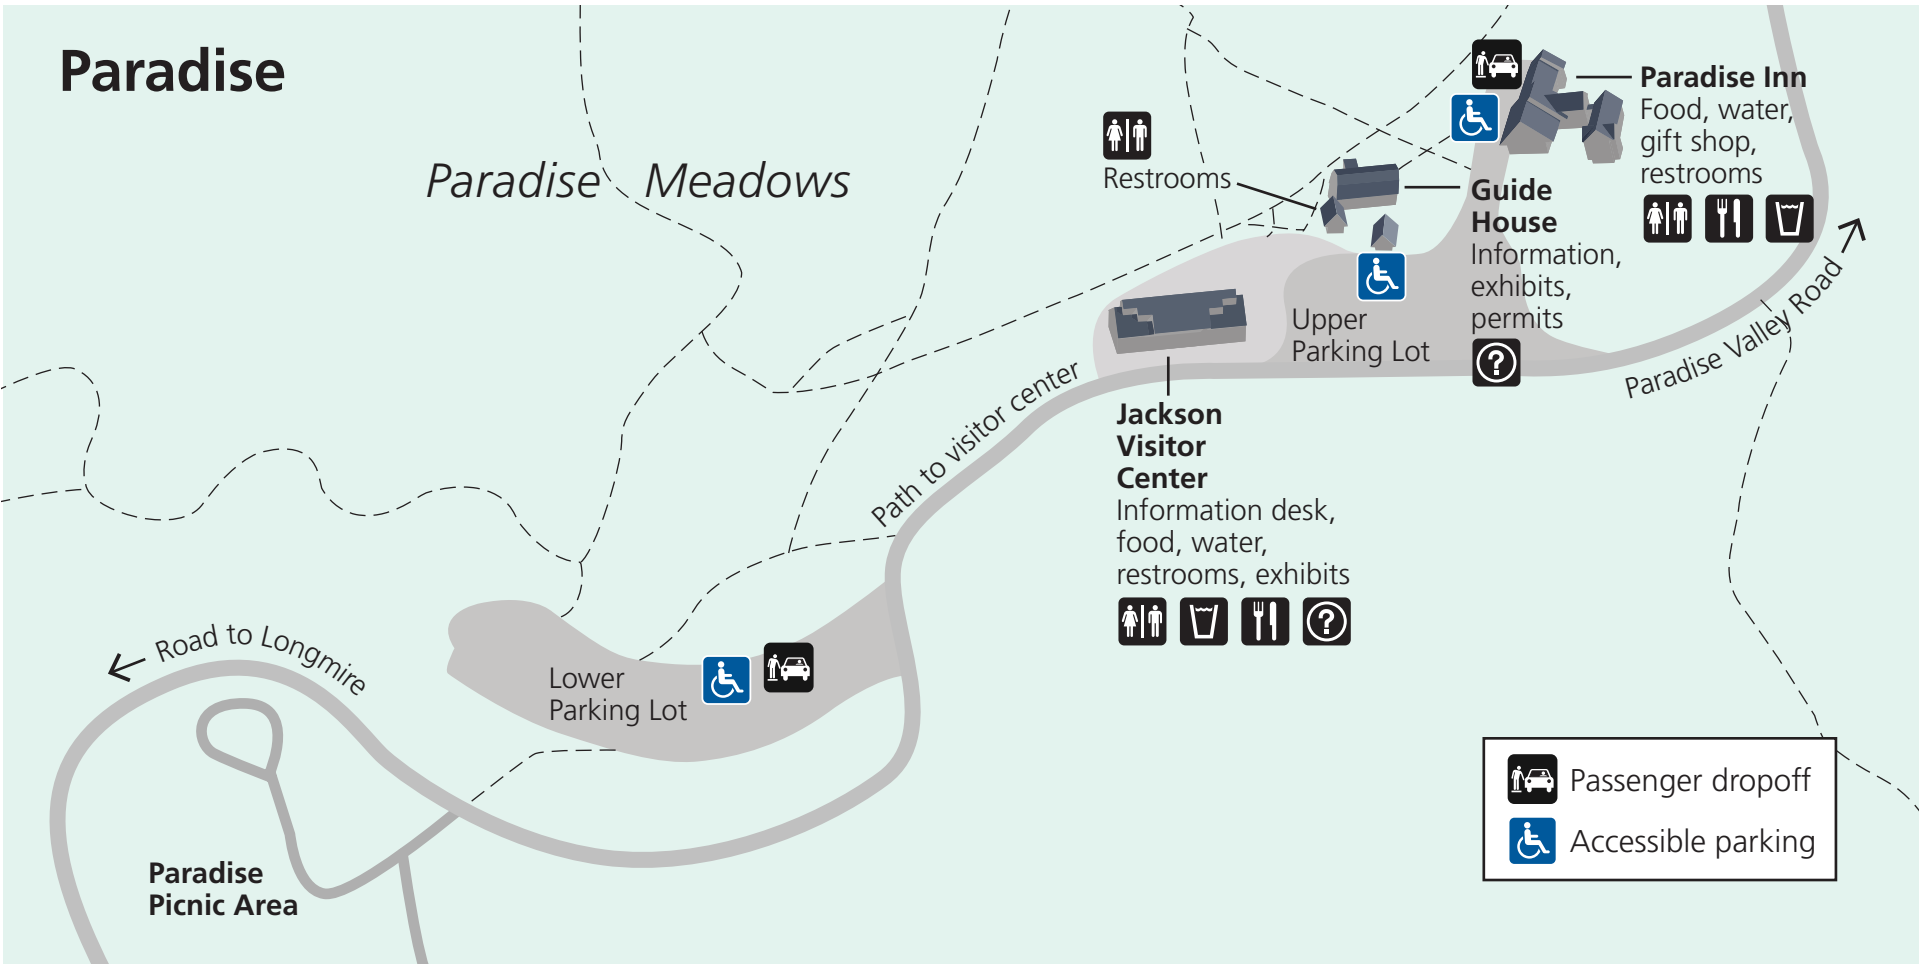 Paradise
Paradise Meadows
Restrooms
Paradise Inn
Food, water,
gift shop,
restrooms
Guide
House
Information,
exhibits,
permits
Upper
Parking Lot
Paradise Valley Road
Path to visitor center
Jackson
Visitor
Center
Information desk,
food, water,
restrooms, exhibits
Road to Longmire
Lower
Parking Lot
Paradise
Picnic Area
Passenger dropoff
Accessible parking